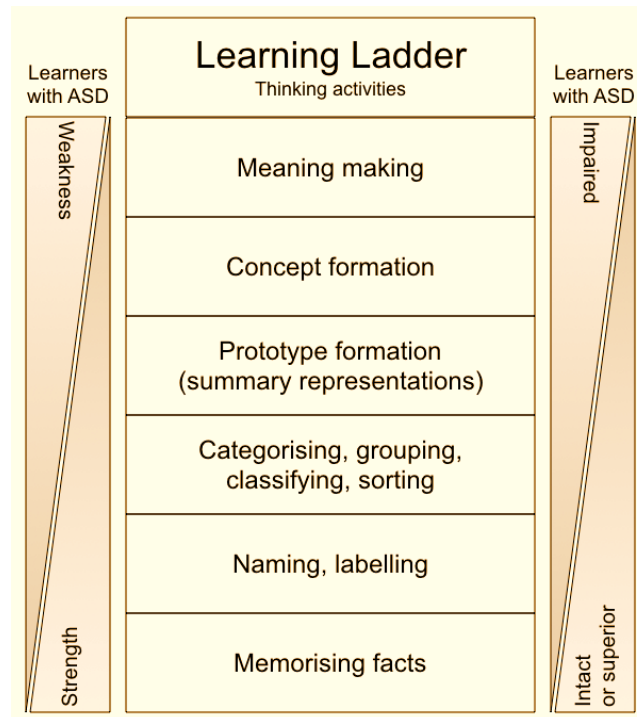 Learning Ladder
Thinking activities
Learners
with ASD
Weakness
Strength
Meaning making
Concept formation
Prototype formation
(summary representations)
Categorising, grouping,
classifying, sorting
Naming, labelling
Memorising facts
Learners
with ASD
Impaired
Intact
or superior